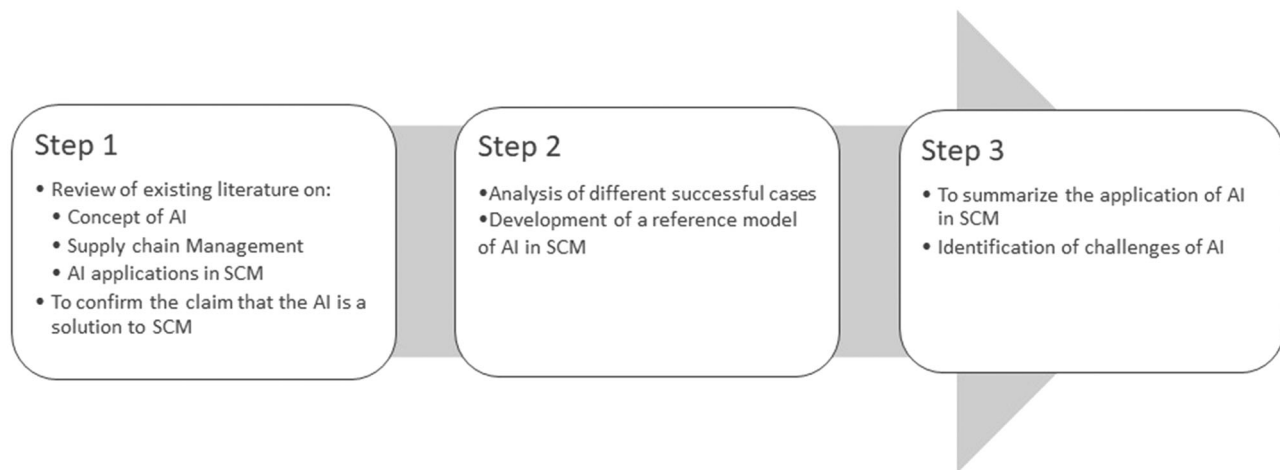 Step 1
• Review of existing literature on:
• Concept of AI
• Supply chain Management
• AI applications in SCM
• To confirm the claim that the AI is a
solution to SCM
Step 2
•Analysis of different successful cases
•Development of a reference model
of AI in SCM
Step 3
• To summarize the application of AI
in SCM
• Identification of challenges of AI